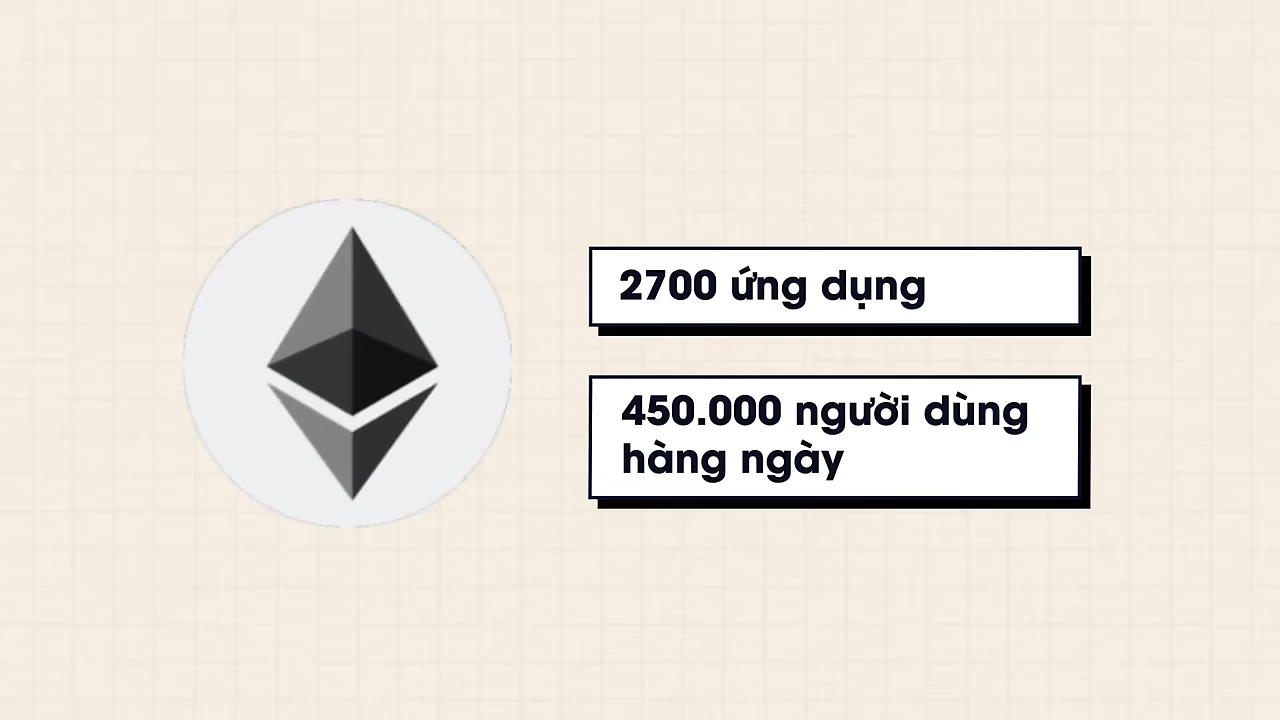 2700 ứng dụng
450.000 người dùng
hàng ngày